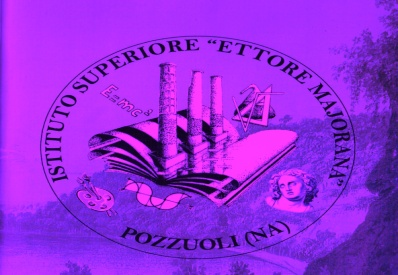 ISTITUTO SUPERIORE "ETTORE MAJORANA"
E=mc²
POZZUOLI (NA)